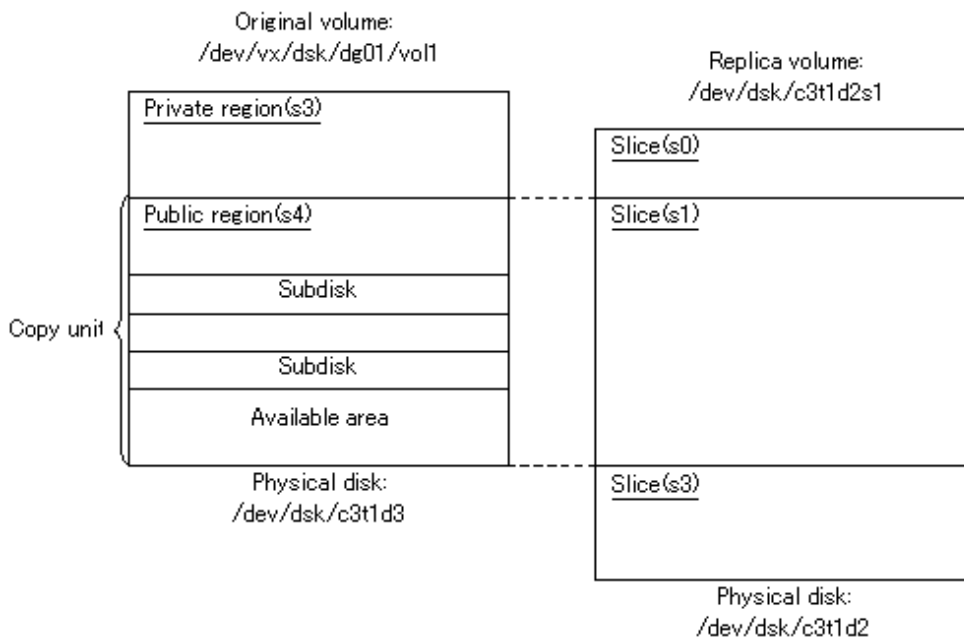 Original volume:
/dev/vx/dsk/dg01/vol1
Private region(s3)
Public region(s4)
Subdisk
Subdisk
Available area
Copy unit
Physical disk:
/dev/dsk/c3t1d3
Replica volume:
/dev/dsk/c3t1d2s1
Slice(s0)
Slice(s1)
Slice(s3)
Physical disk:
/dev/dsk/c3t1d2